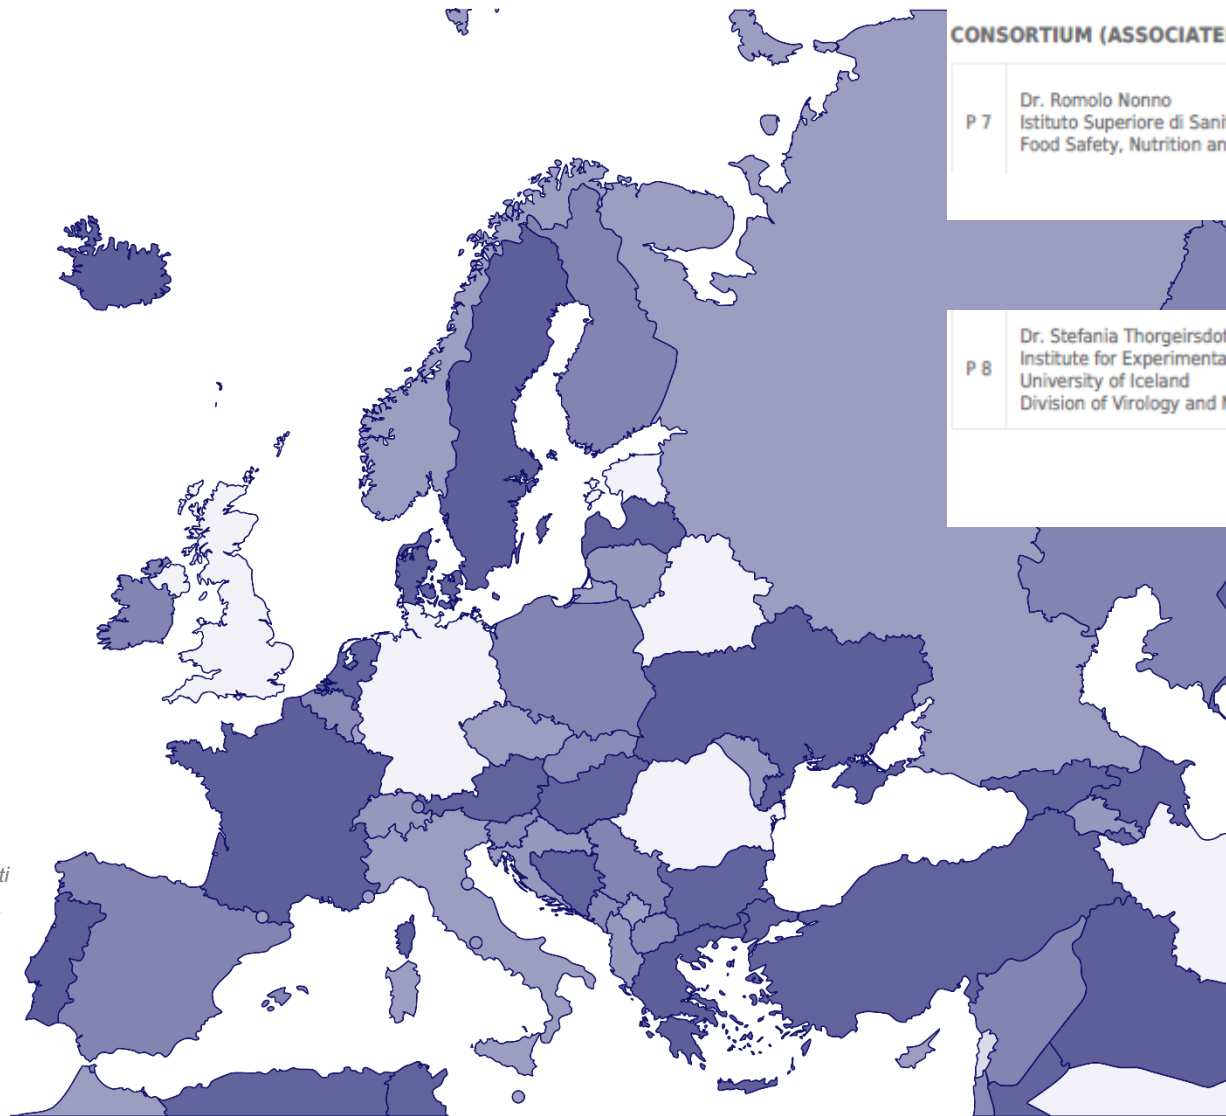 CONSORTIUM (ASSOCIATE
P 7
Dr. Romolo Nonno
Istituto Superiore di Sani
Food Safety, Nutrition an
P 8
Dr. Stefania Thorgeirsdot
Institute for Experimenta
University of Iceland
Division of Virology and
ti